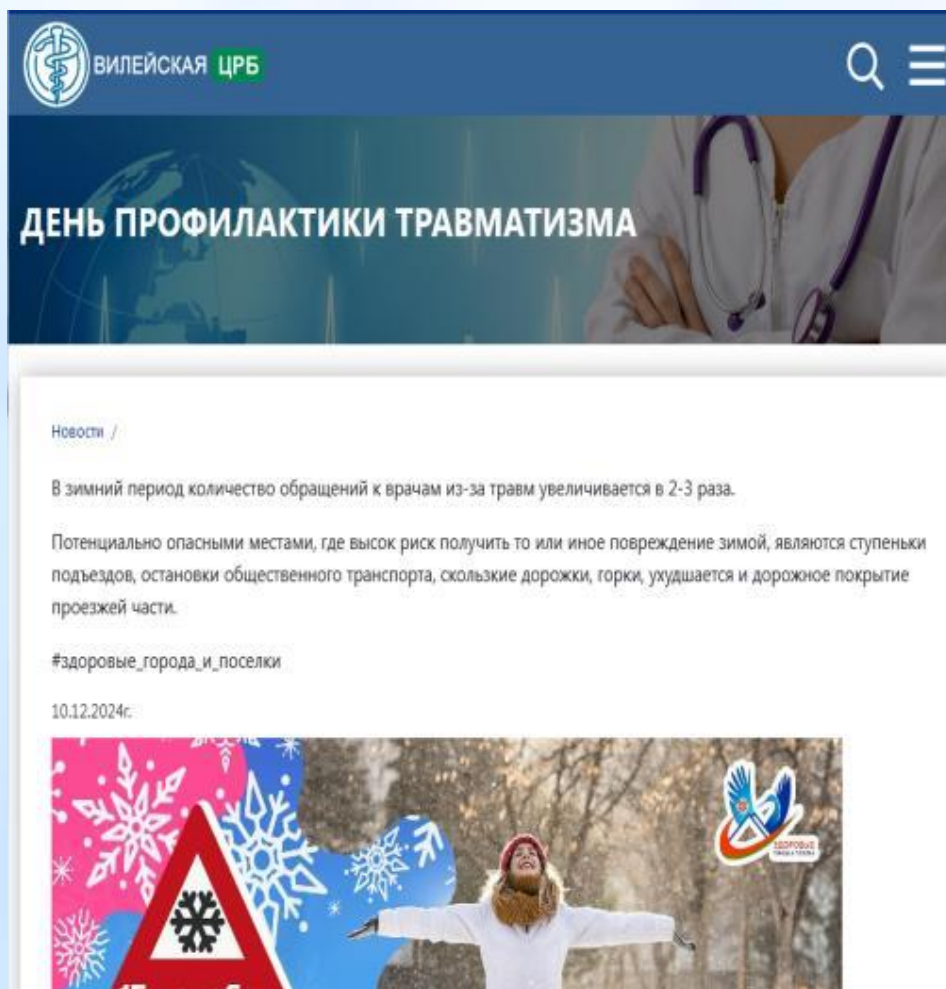 ВИЛЕЙСКАЯ ЦРБ
ДЕНЬ ПРОФИЛАКТИКИ ТРАВМАТИЗМА
Новости /
В зимний период количество обращений к врачам из-за травм увеличивается в 2-3 раза.
Потенциально опасными местами, где высок риск получить то или иное повреждение зимой, являются ступеньки
подъездов, остановки общественного транспорта, скользкие дорожки, горки, ухудшается и дорожное покрытие
проезжей части.
#здоровые_города_и_поселки
10.12.2024г.
ЗДОРОВЫЕ